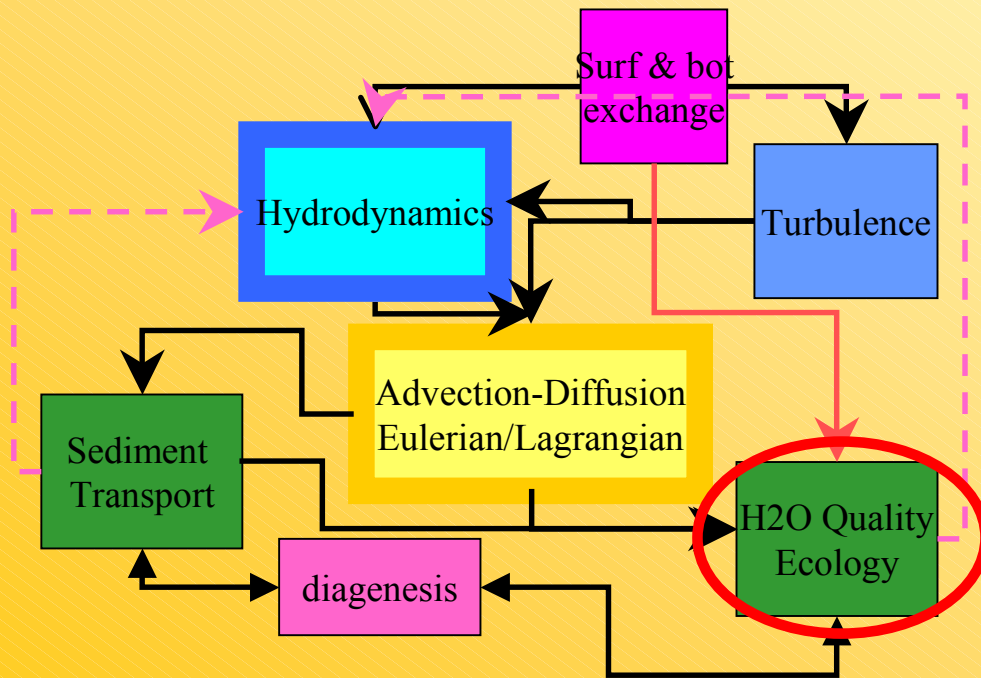 Surf & bot
exchange
Hydrodynamics
Turbulence
Advection-Diffusion
Eulerian/Lagrangian
Sediment
Transport
H2O Quality
Ecology
diagenesis